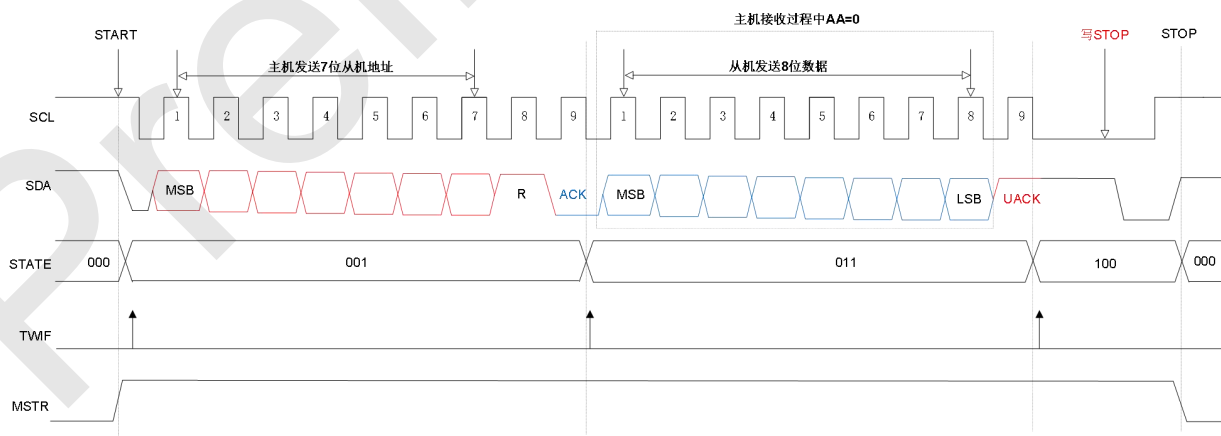 主机接收过程中AA=0
START
写STOP
STOP
主机发送7位从机地址
从机发送8位数据
SCL
1 2 3 4 5 6 7 8 9 1 2 3 4 5 6 7 8 9
SDA
MSB R ACK MSB LSB UACK
STATE 000 001 011 100 000
TWIF
MSTR